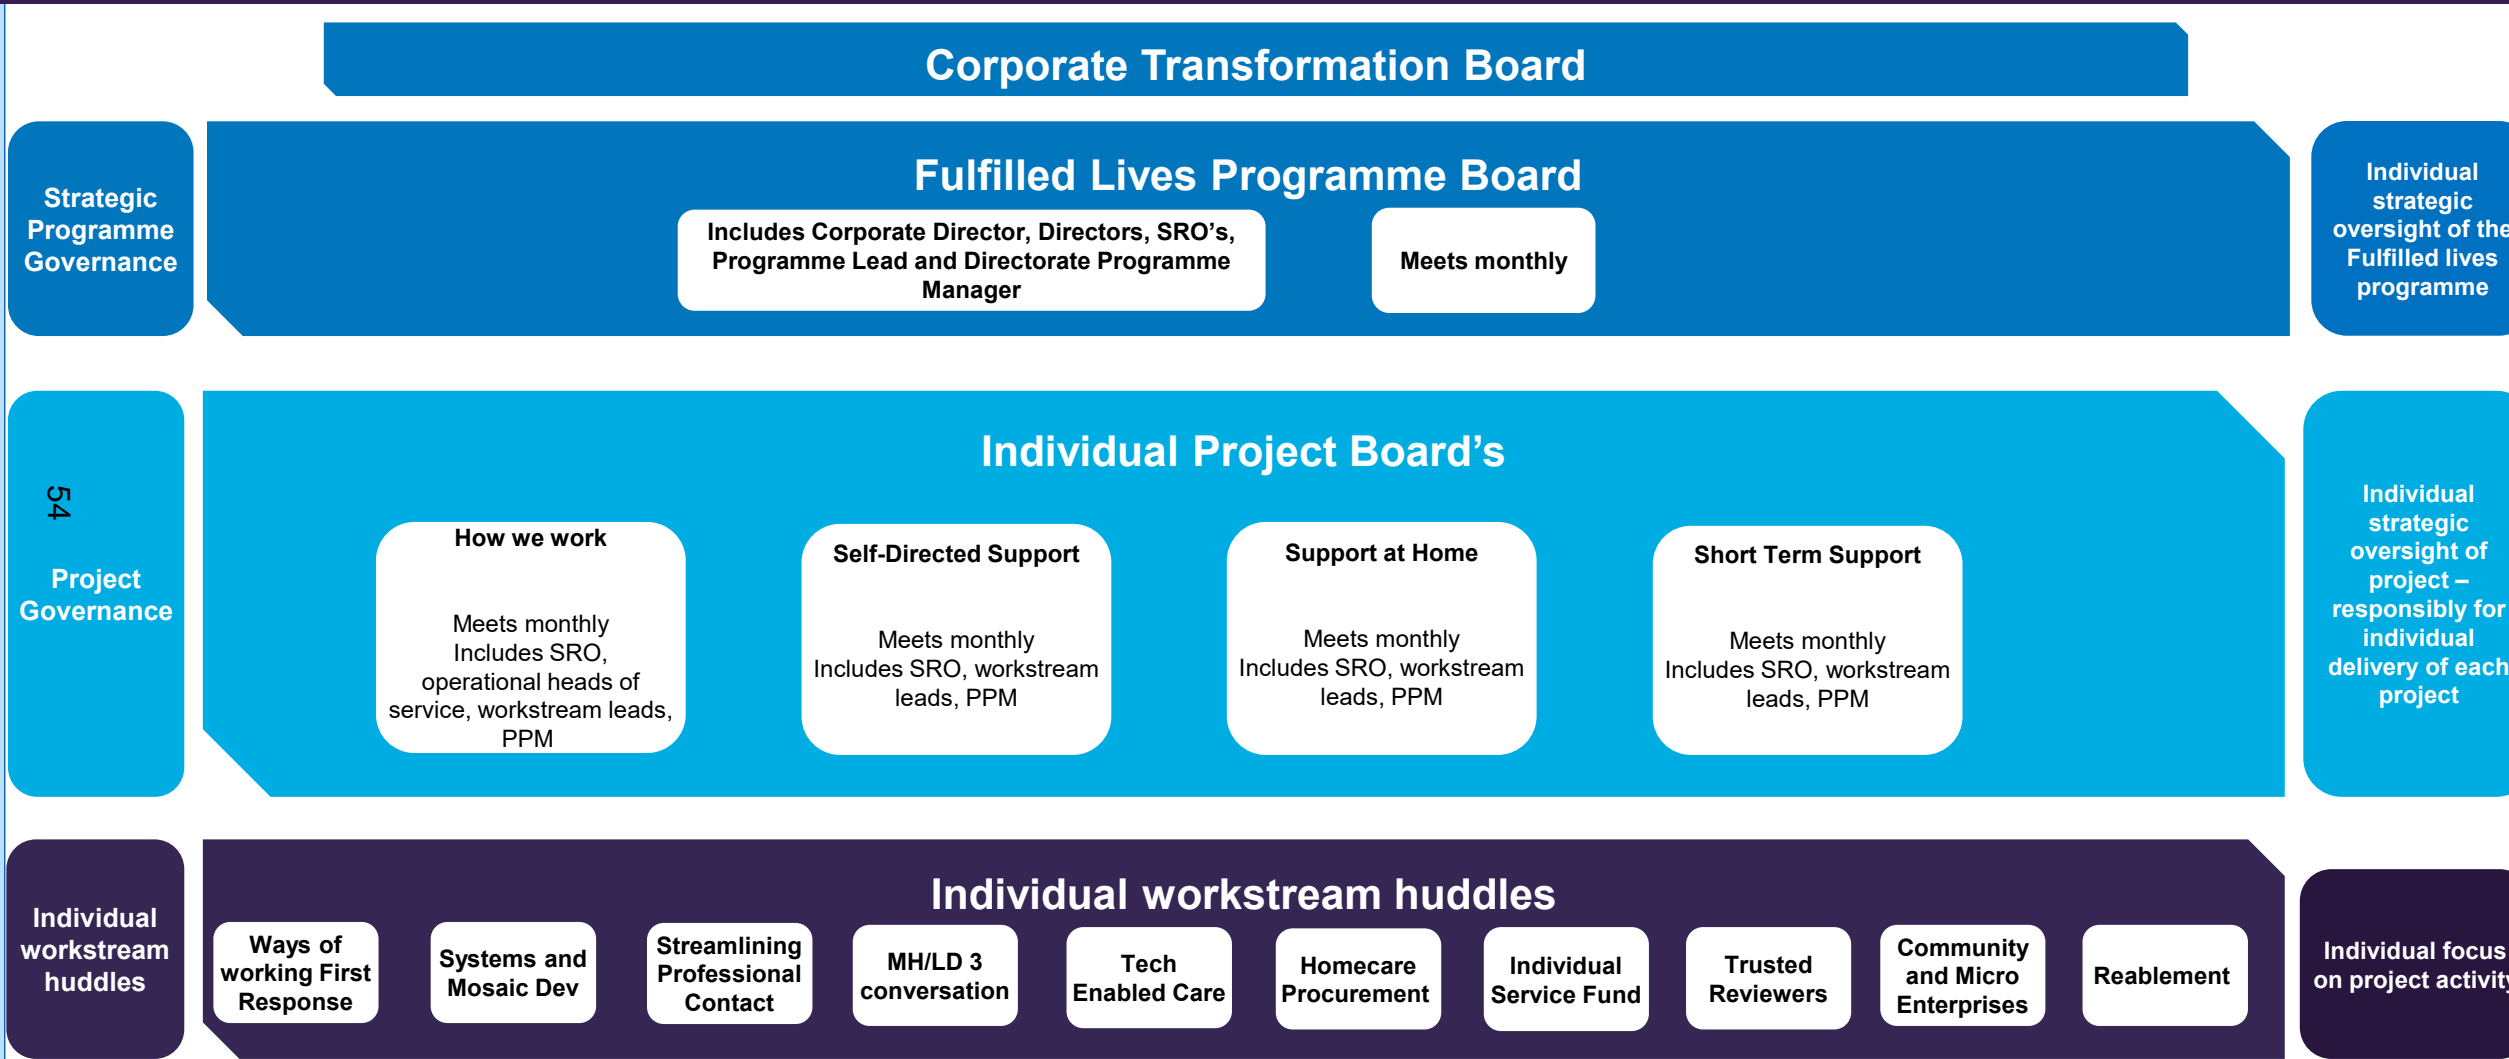 Corporate Transformation Board
Strategic
Programme
Governance
Fulfilled Lives Programme Board
Includes Corporate Director, Directors, SRO's,
Programme Lead and Directorate Programme
Manager
Meets monthly
Individual
strategic
oversight of the
Fulfilled lives
programme
54
Project
Governance
Individual Project Board's
How we work
Meets monthly
Includes SRO,
operational heads of
service, workstream leads,
PPM
Self-Directed Support
Meets monthly
Includes SRO, workstream
leads, PPM
Support at Home
Meets monthly
Includes SRO, workstream
leads, PPM
Short Term Support
Meets monthly
Includes SRO, workstream
leads, PPM
Individual
strategic
oversight of
project –
responsibly for
individual
delivery of each
project
Individual
workstream
huddles
Individual workstream huddles
Ways of
working First
Response
Systems and
Mosaic Dev
Streamlining
Professional
Contact
MH/LD 3
conversation
Tech
Enabled Care
Homecare
Procurement
Individual
Service Fund
Trusted
Reviewers
Community
and Micro
Enterprises
Reablement
Individual focus
on project activity